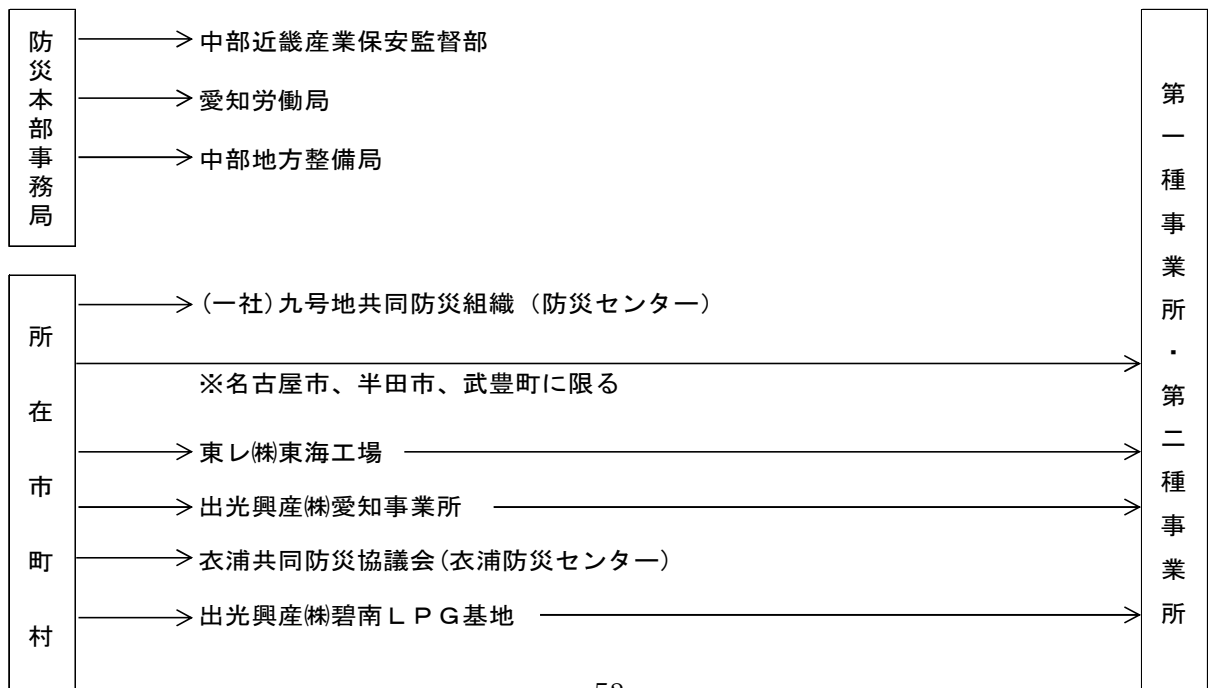 防災本部事務局
中部近畿産業保安監督部
愛知労働局
中部地方整備局
所在市町村
(一社)九号地共同防災組織（防災センター）
※名古屋市、半田市、武豊町に限る
東レ㈱東海工場
出光興産㈱愛知事業所
衣浦共同防災協議会(衣浦防災センター)
出光興産㈱碧南ＬＰＧ基地
第一種事業所・第二種事業所